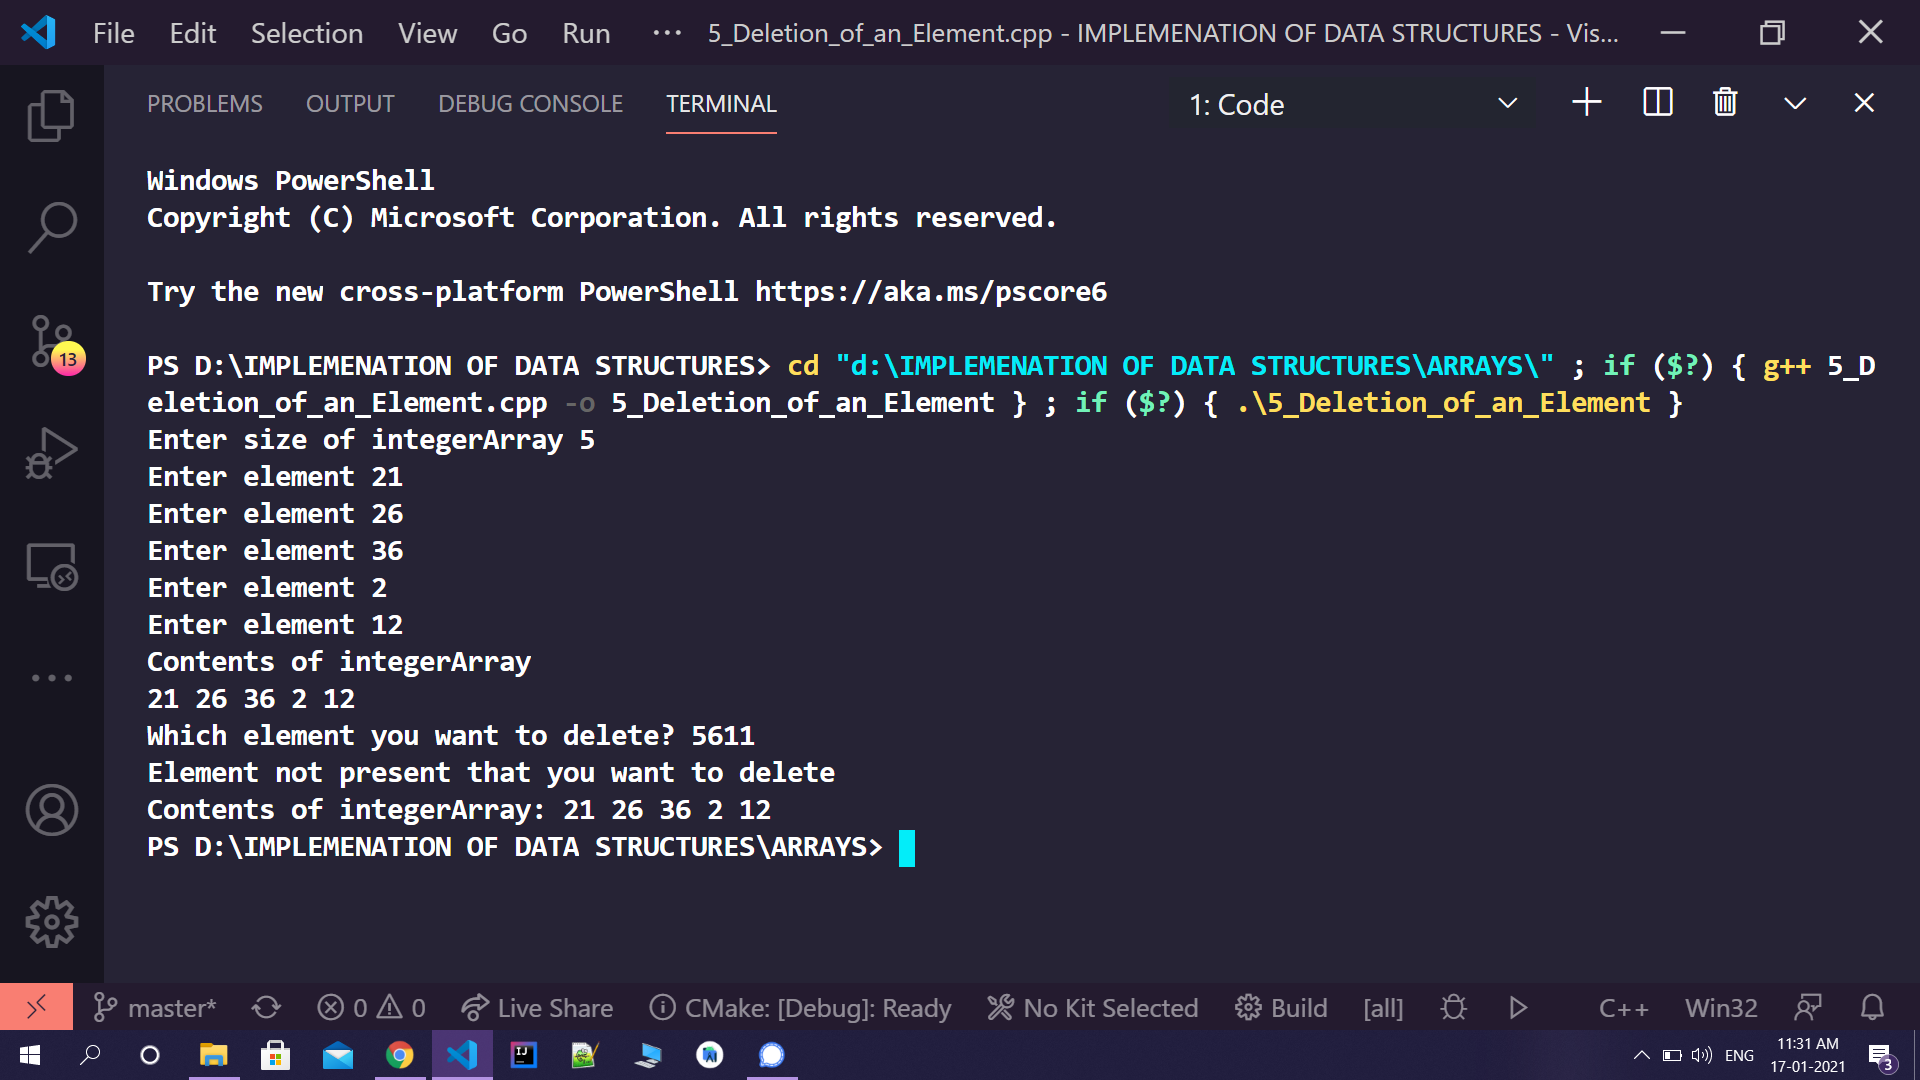 File Edit Selection View Go Run ··· 5_Deletion_of_an_Element.cpp - IMPLEMENATION OF DATA STRUCTURES - Vis...
PROBLEMS OUTPUT DEBUG CONSOLE TERMINAL 1: Code
Windows PowerShell
Copyright (C) Microsoft Corporation. All rights reserved.
Try the new cross-platform PowerShell https://aka.ms/pscore6
PS D:\IMPLEMENATION OF DATA STRUCTURES> cd "d:\IMPLEMENATION OF DATA STRUCTURES\ARRAYS\" ; if ($?) { g++ 5_D
eletion_of_an_Element.cpp -o 5_Deletion_of_an_Element } ; if ($?) { .\5_Deletion_of_an_Element }
Enter size of integerArray 5
Enter element 21
Enter element 26
Enter element 36
Enter element 2
Enter element 12
Contents of integerArray
21 26 36 2 12
Which element you want to delete? 5611
Element not present that you want to delete
Contents of integerArray: 21 26 36 2 12
PS D:\IMPLEMENATION OF DATA STRUCTURES\ARRAYS>
13
master* 0 0 Live Share CMake: [Debug]: Ready No Kit Selected Build [all] C++ Win32
IJ ENG 11:31 AM
17-01-2021 3